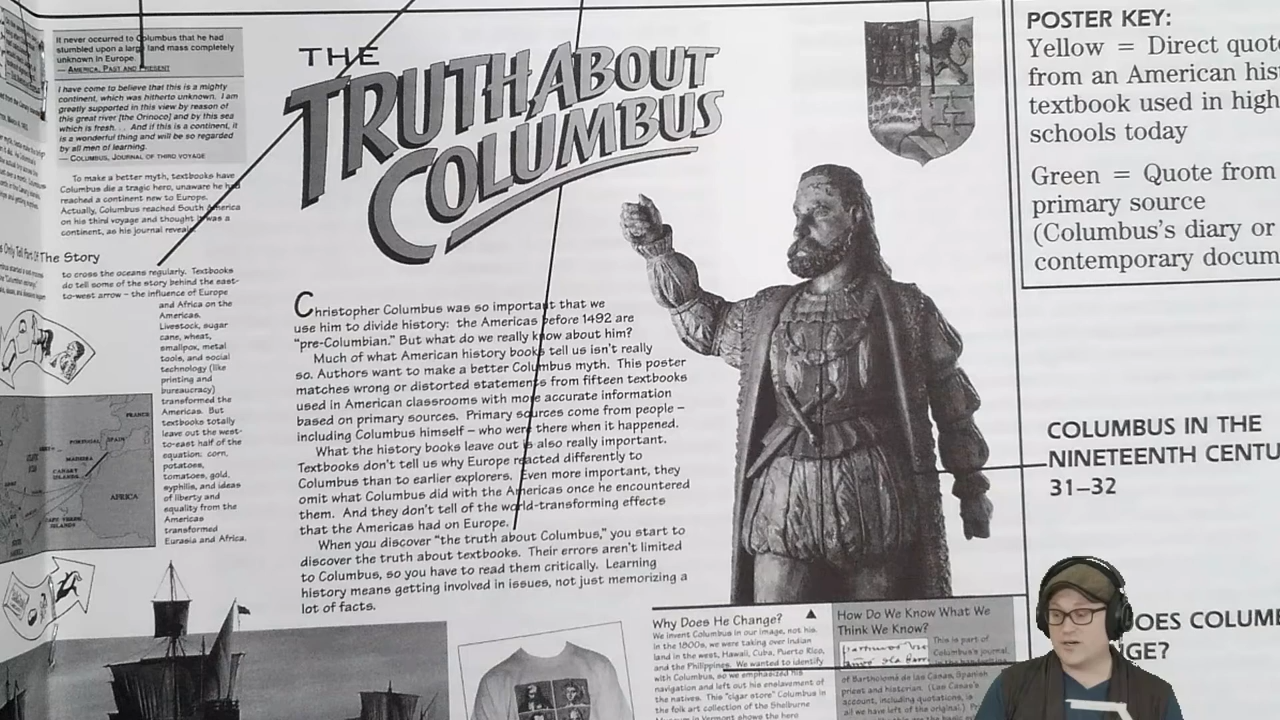 It never occurred to Columbus that he had
stumbled upon a large land mass completely
unknown in Europe.
— AMERICA, PAST AND PRESENT
I have come to believe that this is a mighty
continent, which was hitherto unknown. I am
greatly supported in this view by reason of
this great river [the Orinoco] and by this sea
which is fresh. . . And if this is a continent, it
is a wonderful thing and will be so regarded
by all men of learning.
— COLUMBUS, JOURNAL OF THIRD VOYAGE
To make a better myth, textbooks have
Columbus die a tragic hero, unaware he had
reached a continent new to Europe.
Actually, Columbus reached South America
on his third voyage and thought it was a
continent, as his journal reveals.
Only Tell Part Of The Story
to cross the oceans regularly. Textbooks
do tell some of the story behind the east-
to-west arrow – the influence of Europe
and Africa on the
Americas.
Livestock, sugar
cane, wheat,
smallpox, metal
tools, and social
technology (like
printing and
bureaucracy)
transformed the
Americas. But
textbooks totally
leave out the west-
to-east half of the
equation: corn,
potatoes,
tomatoes, gold,
syphilis, and ideas
of liberty and
equality from the
Americas
transformed
Eurasia and Africa.
FRANCE
PORTUGAL
SPAIN
CANARY
ISLANDS
AFRICA
CAPE VERDE
ISLANDS
THE
TRUTH ABOUT
COLUMBUS
Christopher Columbus was so important that we
use him to divide history: the Americas before 1492 are
"pre-Columbian." But what do we really know about him?
Much of what American history books tell us isn't really
so. Authors want to make a better Columbus myth. This poster
matches wrong or distorted statements from fifteen textbooks
used in American classrooms with more accurate information
based on primary sources. Primary sources come from people –
including Columbus himself – who were there when it happened.
What the history books leave out is also really important.
Textbooks don't tell us why Europe reacted differently to
Columbus than to earlier explorers. Even more important, they
omit what Columbus did with the Americas once he encountered
them. And they don't tell of the world-transforming effects
that the Americas had on Europe.
When you discover "the truth about Columbus," you start to
discover the truth about textbooks. Their errors aren't limited
to Columbus, so you have to read them critically. Learning
history means getting involved in issues, not just memorizing a
lot of facts.
Why Does He Change?
We invent Columbus in our image, not his.
In the 1800s, we were taking over Indian
land in the west, Hawaii, Cuba, Puerto Rico,
and the Philippines. We wanted to identify
with Columbus, so we emphasized his
navigation and left out his enslavement of
the natives. This "cigar store" Columbus in
the folk art collection of the Shelburne
Museum in Vermont shows the hero
How Do We Know What We
Think We Know?
This is part of
Columbus's journal,
in the
of Bartholomé de las Casas, Spanish
priest and historian. (Las Casas's
account, including quotations, is
all we have left of the original.)
POSTER KEY:
Yellow = Direct quote
from an American his
textbook used in high
schools today
Green = Quote from
primary source
(Columbus's diary or
contemporary docum
COLUMBUS IN THE
NINETEENTH CENTU
31–32
OES COLUM
NGE?